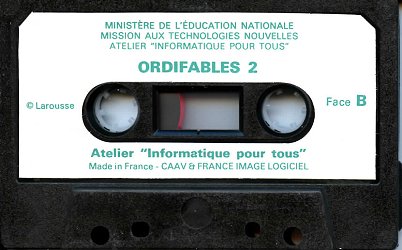 MINISTÈRE DE L'ÉDUCATION NATIONALE
MISSION AUX TECHNOLOGIES NOUVELLES
ATELIER "INFORMATIQUE POUR TOUS"
ORDIFABLES 2
© Larousse
Face B
Atelier "Informatique pour tous"
Made in France - CAAV & FRANCE IMAGE LOGICIEL